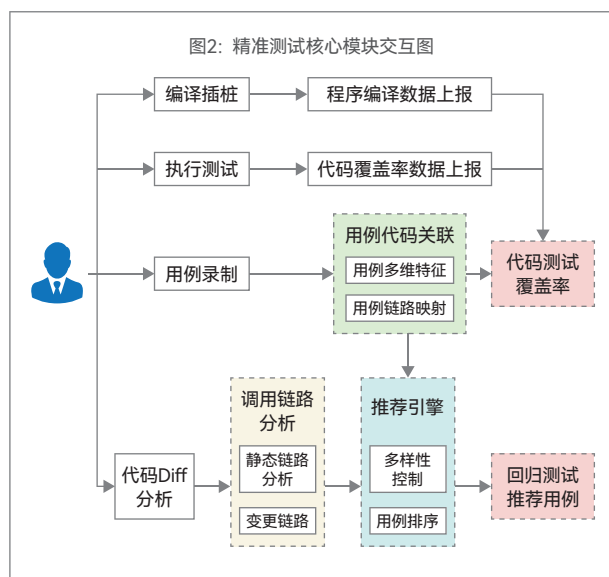 图2: 精准测试核心模块交互图
编译插桩
程序编译数据上报
执行测试
代码覆盖率数据上报
用例录制
用例代码关联
用例多维特征
用例链路映射
代码测试
覆盖率
代码Diff
分析
调用链路
分析
静态链路
分析
变更链路
推荐引擎
多样性
控制
用例排序
回归测试
推荐用例